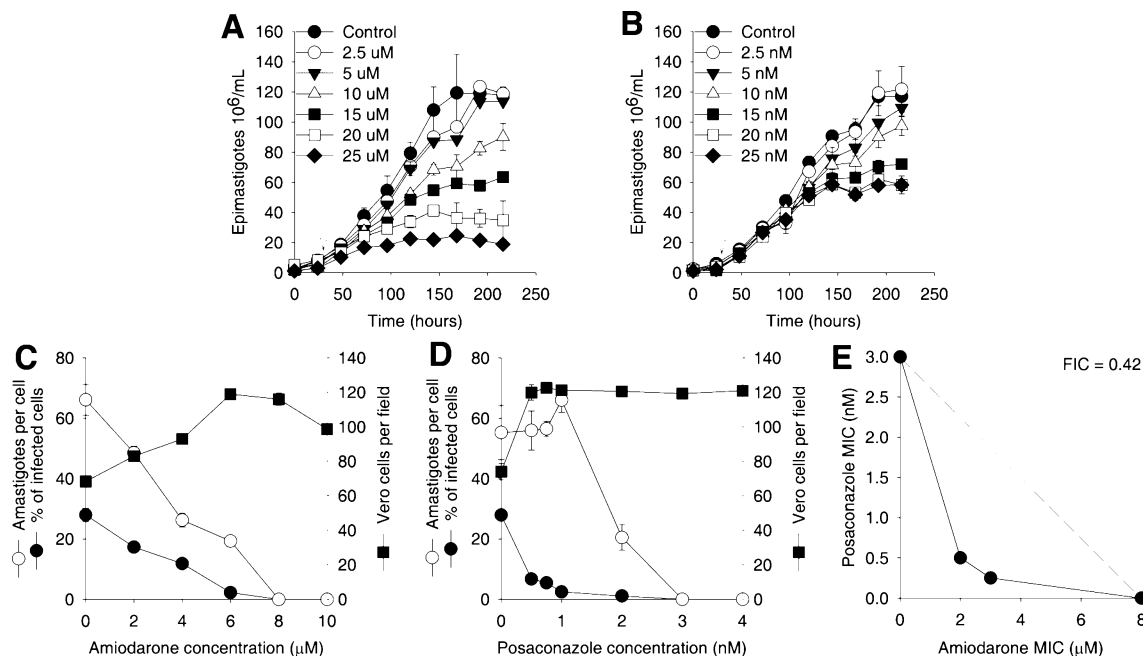 A
160
140
120
100
80
60
40
20
0
Epimastigotes 10⁶/mL
Control
2.5 uM
5 uM
10 uM
15 uM
20 uM
25 uM
0 50 100 150 200 250
Time (hours)
B
160
140
120
100
80
60
40
20
0
Epimastigotes 10⁶/mL
Control
2.5 nM
5 nM
10 nM
15 nM
20 nM
25 nM
0 50 100 150 200 250
Time (hours)
C
Amastigotes per cell
% of infected cells
80
60
40
20
0
140
120
100
80
60
40
20
0
Vero cells per field
0 2 4 6 8 10
Amiodarone concentration (μM)
D
Amastigotes per cell
% of infected cells
80
60
40
20
0
140
120
100
80
60
40
20
0
Vero cells per field
0 1 2 3 4
Posaconazole concentration (nM)
E
FIC = 0.42
Posaconazole MIC (nM)
3.0
2.5
2.0
1.5
1.0
0.5
0.0
0 2 4 6 8
Amiodarone MIC (μM)